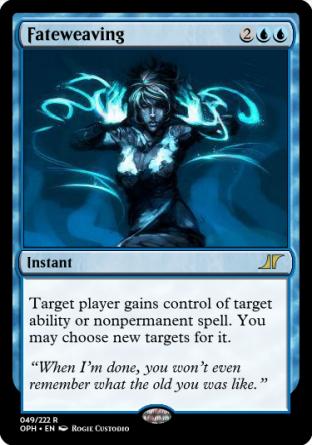 Fateweaving 2
Instant
Target player gains control of target
ability or nonpermanent spell. You
may choose new targets for it.
“When I’m done, you won’t even
remember what the old you was like.”
049/222 R
OPH • EN Rogie Custodio